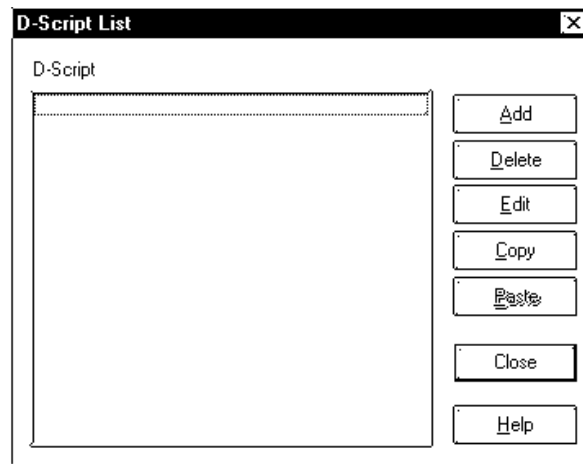 D-Script List
D-Script
Add
Delete
Edit
Copy
Paste
Close
Help